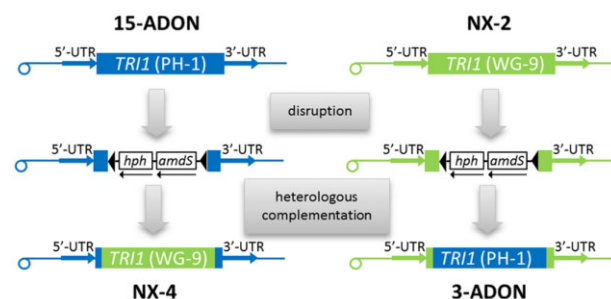 15-ADON NX-2
5'-UTR 3'-UTR 5'-UTR 3'-UTR
TRI1 (PH-1) TRI1 (WG-9)
disruption
5'-UTR 3'-UTR 5'-UTR 3'-UTR
hph amdS hph amdS
heterologous
complementation
5'-UTR 3'-UTR 5'-UTR 3'-UTR
TRI1 (WG-9) TRI1 (PH-1)
NX-4 3-ADON